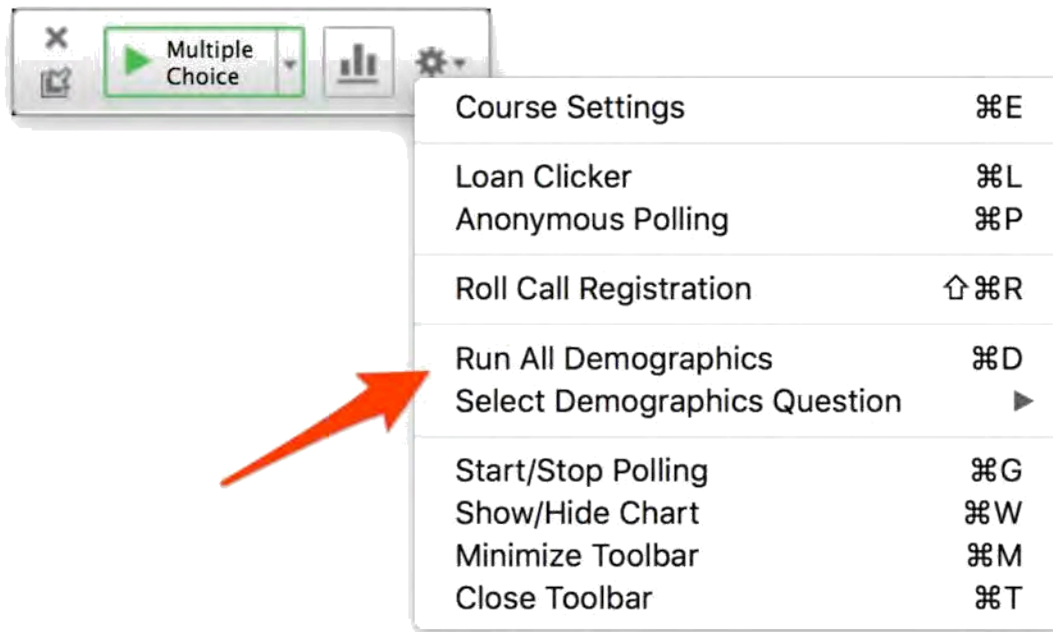 Multiple
Choice
Course Settings ⌘E
Loan Clicker ⌘L
Anonymous Polling ⌘P
Roll Call Registration ⇧⌘R
Run All Demographics ⌘D
Select Demographics Question ▶
Start/Stop Polling ⌘G
Show/Hide Chart ⌘W
Minimize Toolbar ⌘M
Close Toolbar ⌘T